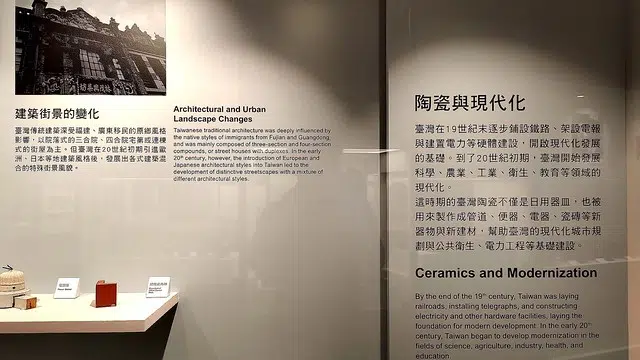 建築街景的變化
臺灣傳統建築深受福建、廣東移民的原鄉風格
影響，以院落式的三合院、四合院宅第或連棟
式的街屋為主。但臺灣在20世紀初期引進歐
洲、日本等地建築風格後，發展出各式建築混
合的特殊街景風貌。
Architectural and Urban
Landscape Changes
Taiwanese traditional architecture was deeply influenced by
the native styles of immigrants from Fujian and Guangdong,
and was mainly composed of three-section and four-section
compounds, or street houses with duplexes. In the early
20th century, however, the introduction of European and
Japanese architectural styles into Taiwan led to the
development of distinctive streetscapes with a mixture of
different architectural styles.
陶瓷與現代化
臺灣在19世紀末逐步鋪設鐵路、架設電報
與建置電力等硬體建設，開啟現代化發展
的基礎。到了20世紀初期，臺灣開始發展
科學、農業、工業、衛生、教育等領域的
現代化。
這時期的臺灣陶瓷不僅是日用器皿，也被
用來製作成管道、便器、電器、瓷磚等新
器物與新建材，幫助臺灣的現代化城市規
劃與公共衛生、電力工程等基礎建設。
Ceramics and Modernization
By the end of the 19th century, Taiwan was laying
railroads, installing telegraphs, and constructing
electricity and other hardware facilities, laying the
foundation for modern development. In the early 20th
century, Taiwan began to develop modernization in the
fields of science, agriculture, industry, health, and
education.